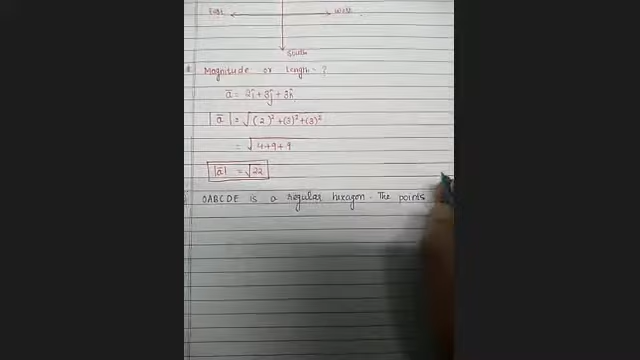 East
West
South
Magnitude or length - ?
a̅ = 2î + 3ĵ + 3k̂
|a̅| = √(2)² + (3)² + (3)²
= √4+9+9
|a̅| = √22
OABCDE is a regular hexagon. The points